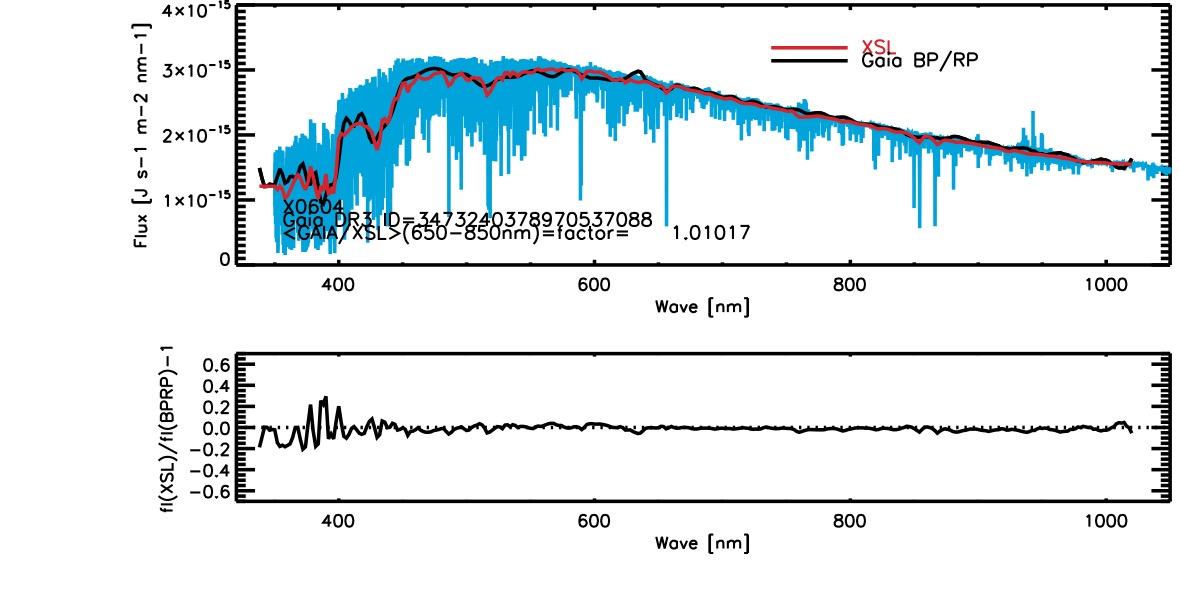 4×10−15
3×10−15
2×10−15
1×10−15
0
Flux [J s−1 m−2 nm−1]
XSL
Gaia BP/RP
X0604
Gaia DR3 ID=3473240378970537088
<GAIA/XSL>(650−850nm)=factor= 1.01017
400 600 800 1000
Wave [nm]
0.6
0.4
0.2
0.0
−0.2
−0.4
−0.6
fl(XSL)/fl(BPRP)−1
400 600 800 1000
Wave [nm]